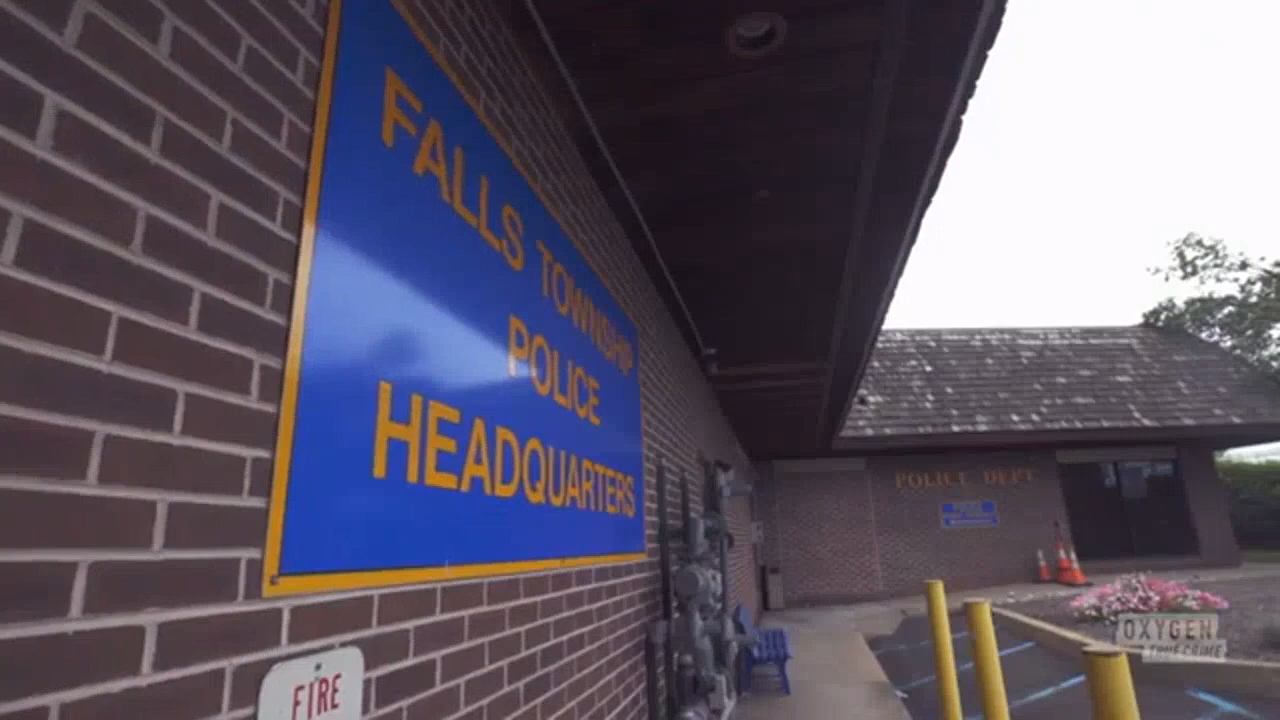 FALLS TOWNSHIP
POLICE
HEADQUARTERS
POLICE DEPT
FIRE
OXYGEN
TRUE CRIME